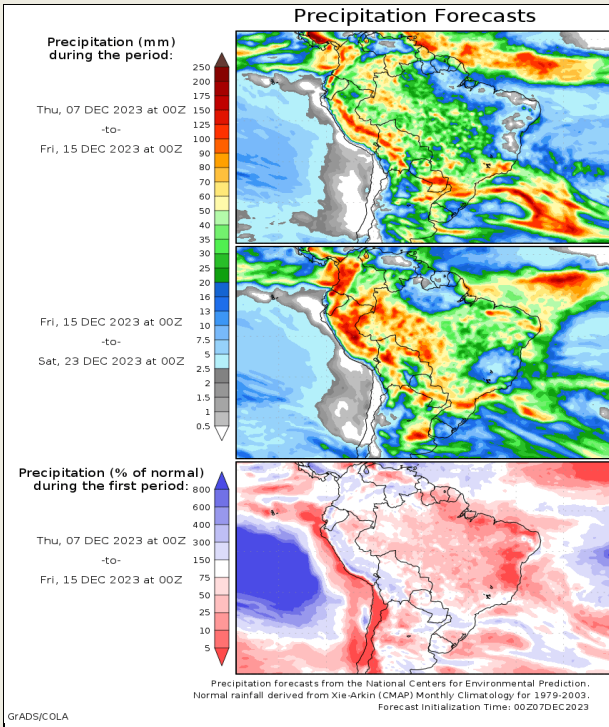 Precipitation Forecasts
Precipitation (mm)
during the period:
Thu, 07 DEC 2023 at 00Z
-to-
Fri, 15 DEC 2023 at 00Z
250
200
175
150
125
100
90
80
70
60
50
40
35
30
25
20
16
13
10
7.5
5
2.5
2
1.5
1
0.5
Fri, 15 DEC 2023 at 00Z
-to-
Sat, 23 DEC 2023 at 00Z
Precipitation (% of normal)
during the first period:
Thu, 07 DEC 2023 at 00Z
-to-
Fri, 15 DEC 2023 at 00Z
800
600
400
300
150
75
50
25
10
5
Precipitation forecasts from the National Centers for Environmental Prediction.
Normal rainfall derived from Xie-Arkin (CMAP) Monthly Climatology for 1979-2003.
Forecast Initialization Time: 00Z07DEC2023
GrADS/COLA